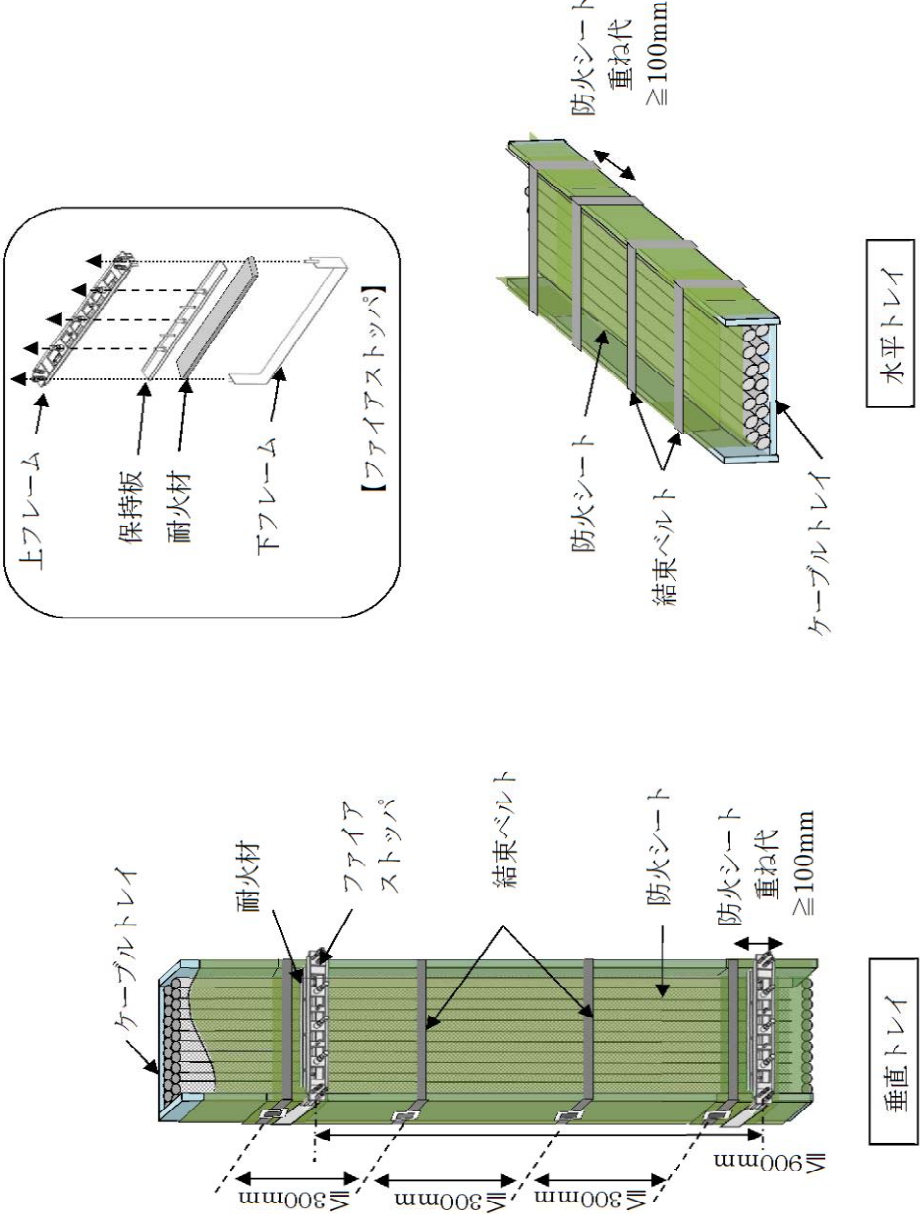 ケーブルトレイ
耐火材
ファイア
ストッパ
結束ベルト
防火シート
防火シート
重ね代
≧100mm
≦300mm
≦300mm
≦300mm
≦900mm
垂直トレイ
上フレーム
保持板
耐火材
下フレーム
【ファイアストッパ】
防火シート
重ね代
≧100mm
防火シート
結束ベルト
ケーブルトレイ
水平トレイ